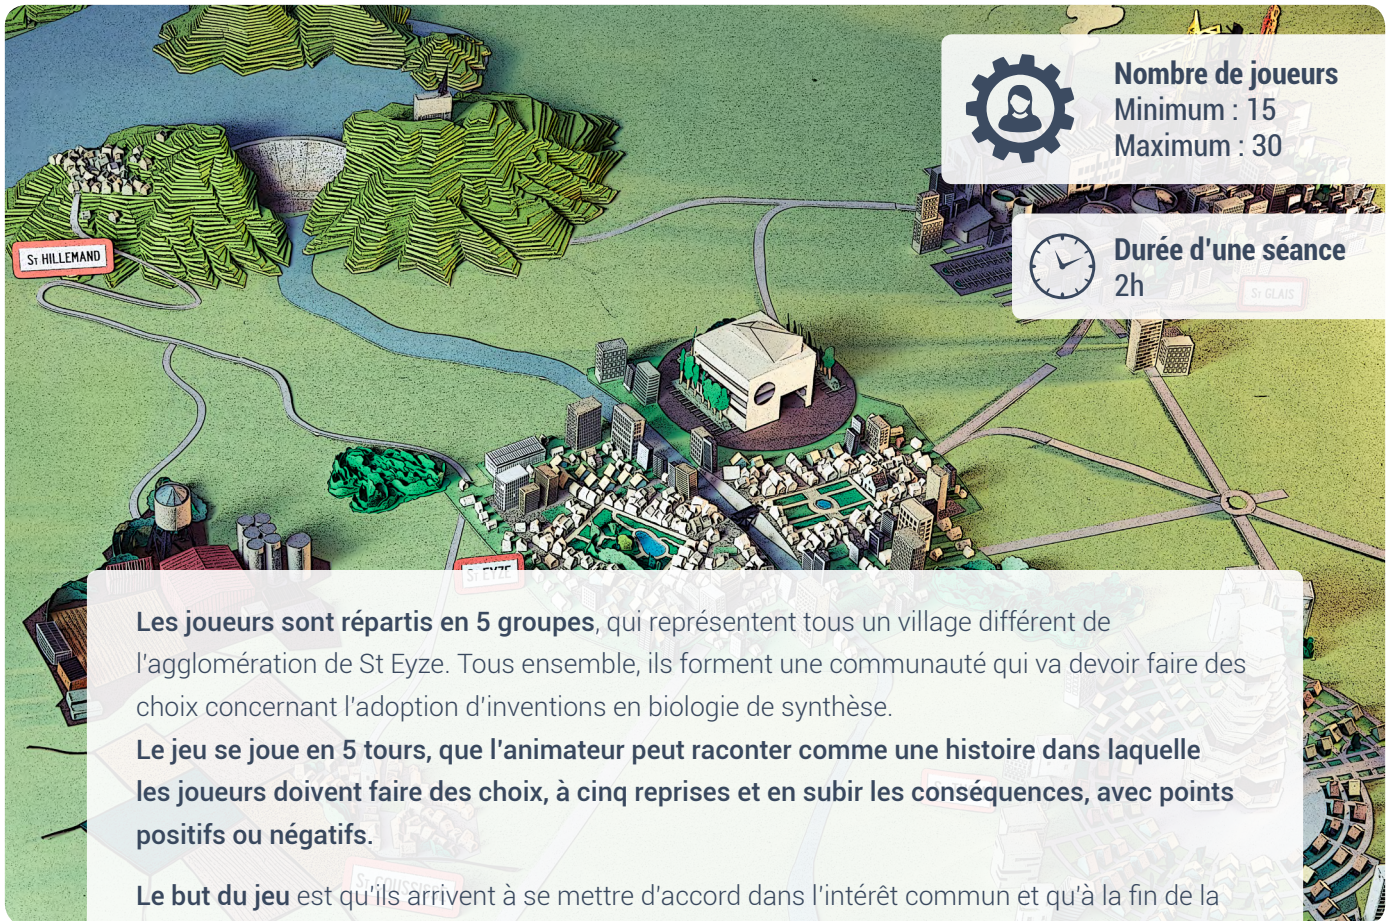 Nombre de joueurs
Minimum : 15
Maximum : 30
Durée d'une séance
2h
St HILLEMAND
St GLAIS
St EYZE
Les joueurs sont répartis en 5 groupes, qui représentent tous un village différent de
l'agglomération de St Eyze. Tous ensemble, ils forment une communauté qui va devoir faire des
choix concernant l'adoption d'inventions en biologie de synthèse.
Le jeu se joue en 5 tours, que l'animateur peut raconter comme une histoire dans laquelle
les joueurs doivent faire des choix, à cinq reprises et en subir les conséquences, avec points
positifs ou négatifs.
Le but du jeu est qu'ils arrivent à se mettre d'accord dans l'intérêt commun et qu'à la fin de la